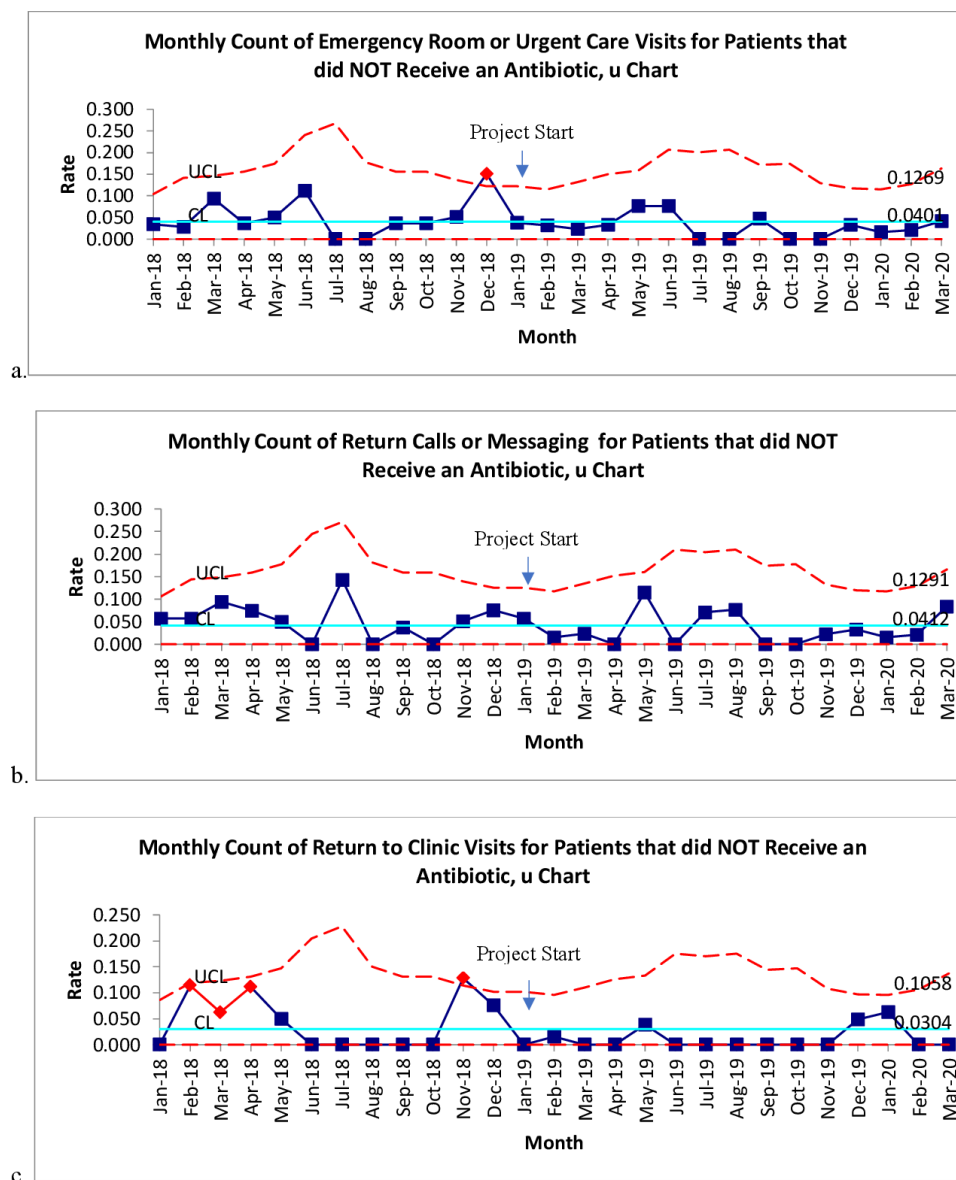 Monthly Count of Emergency Room or Urgent Care Visits for Patients that
did NOT Receive an Antibiotic, u Chart
0.300
0.250
0.200
0.150
0.100
0.050
0.000
Rate
UCL
CL
Project Start
0.1269
0.0401
Jan-18
Feb-18
Mar-18
Apr-18
May-18
Jun-18
Jul-18
Aug-18
Sep-18
Oct-18
Nov-18
Dec-18
Jan-19
Feb-19
Mar-19
Apr-19
May-19
Jun-19
Jul-19
Aug-19
Sep-19
Oct-19
Nov-19
Dec-19
Jan-20
Feb-20
Mar-20
Month
a.
Monthly Count of Return Calls or Messaging for Patients that did NOT
Receive an Antibiotic, u Chart
0.300
0.250
0.200
0.150
0.100
0.050
0.000
Rate
UCL
CL
Project Start
0.1291
0.0412
Jan-18
Feb-18
Mar-18
Apr-18
May-18
Jun-18
Jul-18
Aug-18
Sep-18
Oct-18
Nov-18
Dec-18
Jan-19
Feb-19
Mar-19
Apr-19
May-19
Jun-19
Jul-19
Aug-19
Sep-19
Oct-19
Nov-19
Dec-19
Jan-20
Feb-20
Mar-20
Month
b.
Monthly Count of Return to Clinic Visits for Patients that did NOT Receive an
Antibiotic, u Chart
0.250
0.200
0.150
0.100
0.050
0.000
Rate
UCL
CL
Project Start
0.1058
0.0304
Jan-18
Feb-18
Mar-18
Apr-18
May-18
Jun-18
Jul-18
Aug-18
Sep-18
Oct-18
Nov-18
Dec-18
Jan-19
Feb-19
Mar-19
Apr-19
May-19
Jun-19
Jul-19
Aug-19
Sep-19
Oct-19
Nov-19
Dec-19
Jan-20
Feb-20
Mar-20
Month
c.